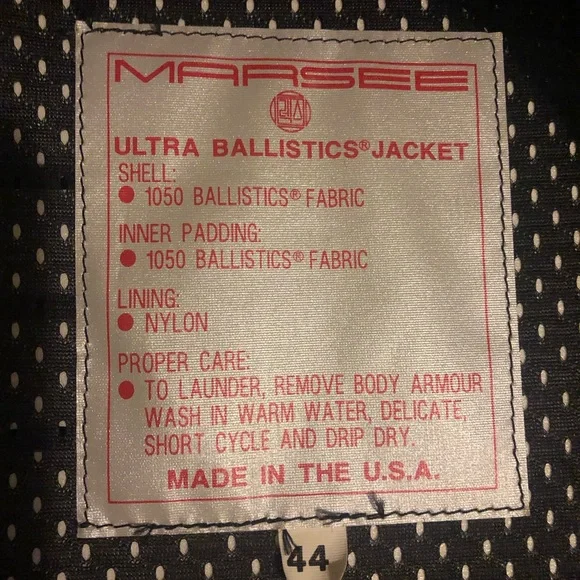 MARSEE
ULTRA BALLISTICS® JACKET
SHELL:
● 1050 BALLISTICS® FABRIC
INNER PADDING:
● 1050 BALLISTICS® FABRIC
LINING:
● NYLON
PROPER CARE:
● TO LAUNDER, REMOVE BODY ARMOUR
WASH IN WARM WATER, DELICATE,
SHORT CYCLE AND DRIP DRY.
MADE IN THE U.S.A.
44